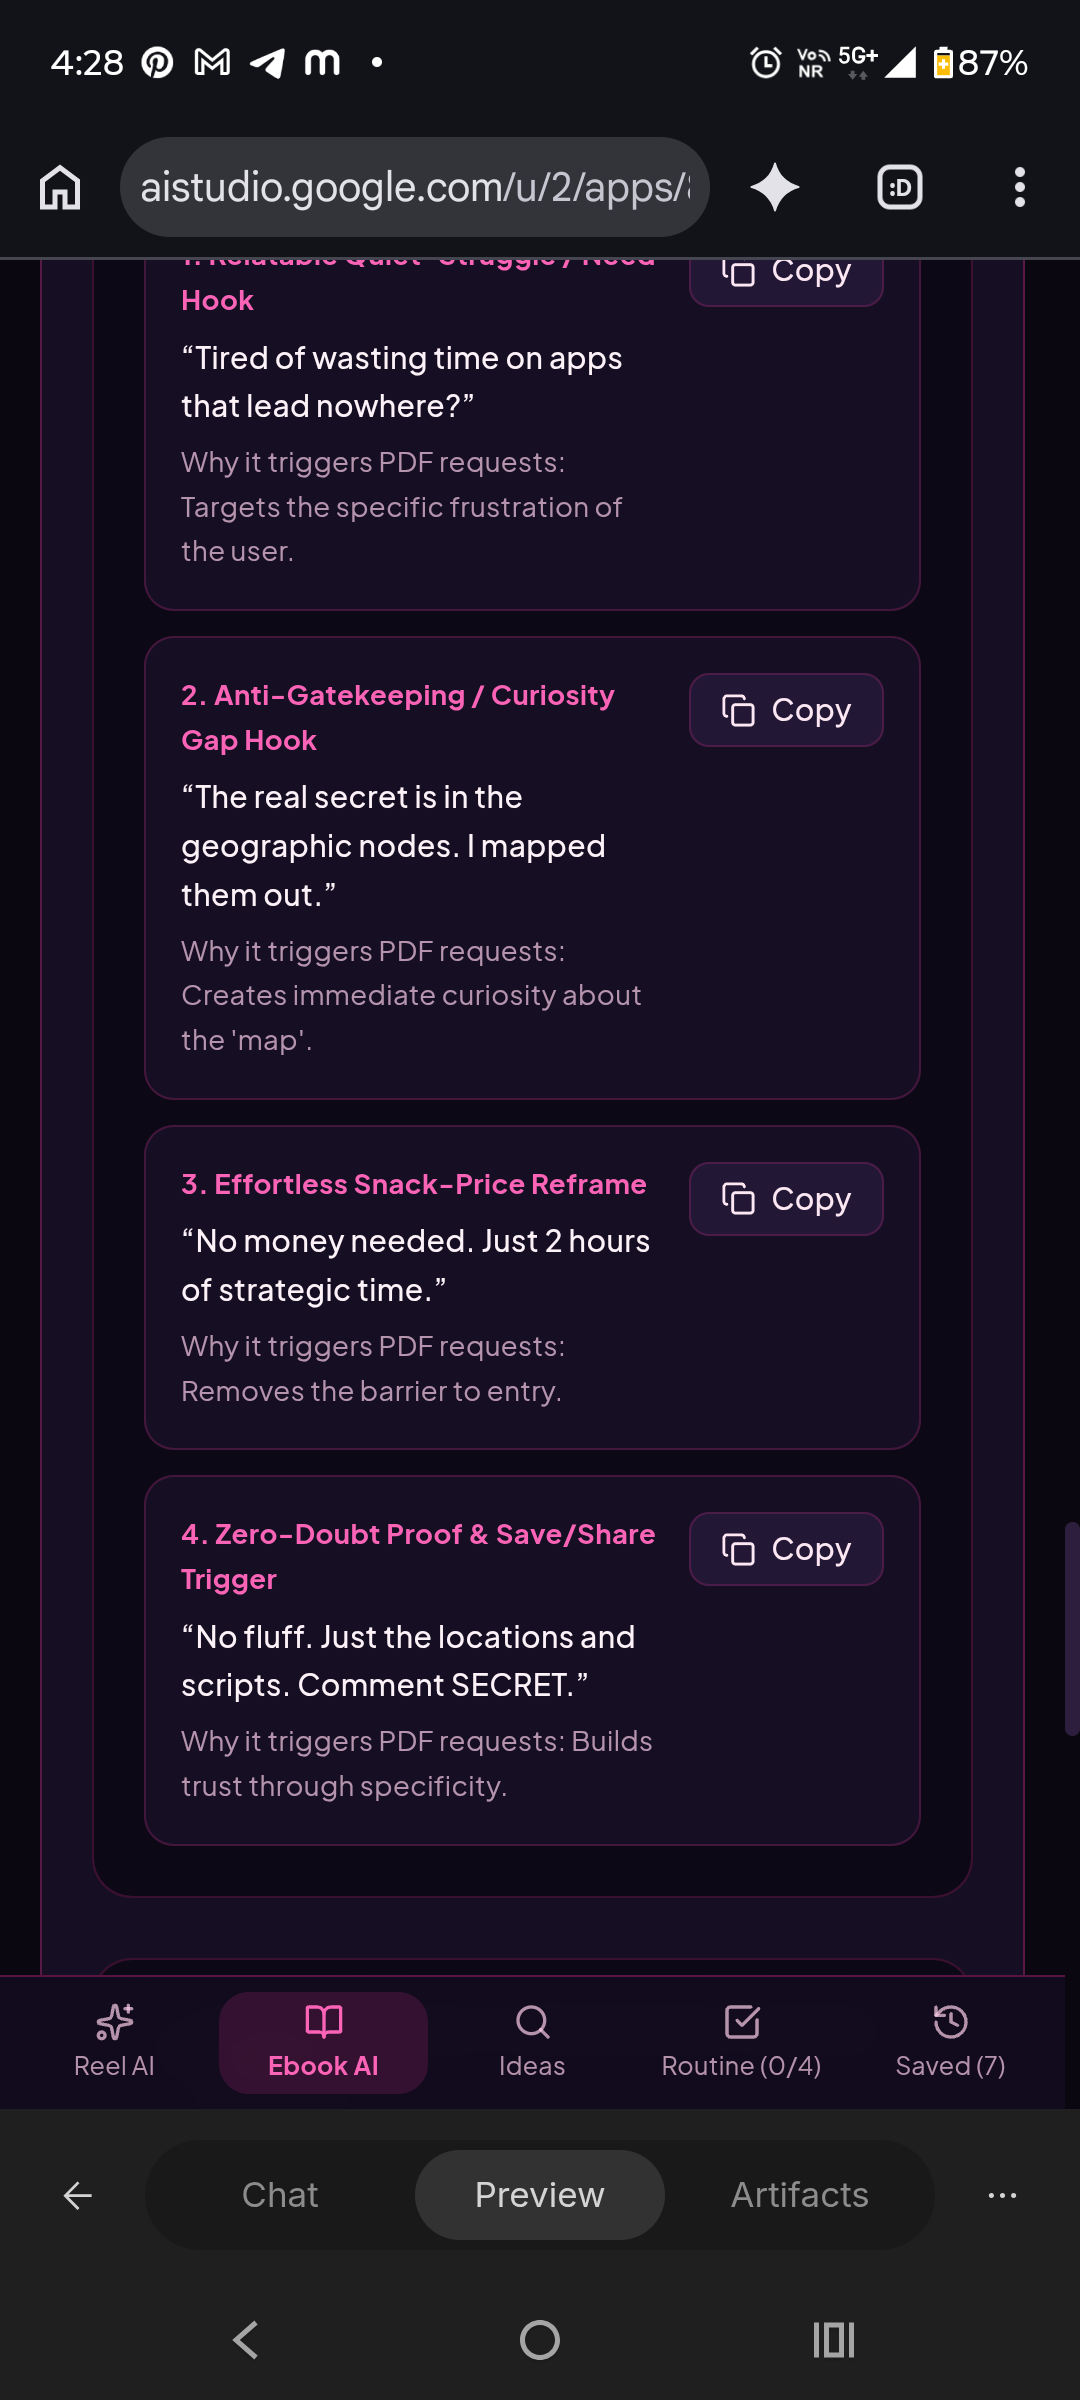 4:28
VoNR 5G+ 87%
aistudio.google.com/u/2/apps/
:D
1. Relatable Quiet-Struggle / Need
Hook
Copy
“Tired of wasting time on apps
that lead nowhere?”
Why it triggers PDF requests:
Targets the specific frustration of
the user.
2. Anti-Gatekeeping / Curiosity
Gap Hook
Copy
“The real secret is in the
geographic nodes. I mapped
them out.”
Why it triggers PDF requests:
Creates immediate curiosity about
the 'map'.
3. Effortless Snack-Price Reframe
Copy
“No money needed. Just 2 hours
of strategic time.”
Why it triggers PDF requests:
Removes the barrier to entry.
4. Zero-Doubt Proof & Save/Share
Trigger
Copy
“No fluff. Just the locations and
scripts. Comment SECRET.”
Why it triggers PDF requests: Builds
trust through specificity.
Reel AI
Ebook AI
Ideas
Routine (0/4)
Saved (7)
Chat
Preview
Artifacts